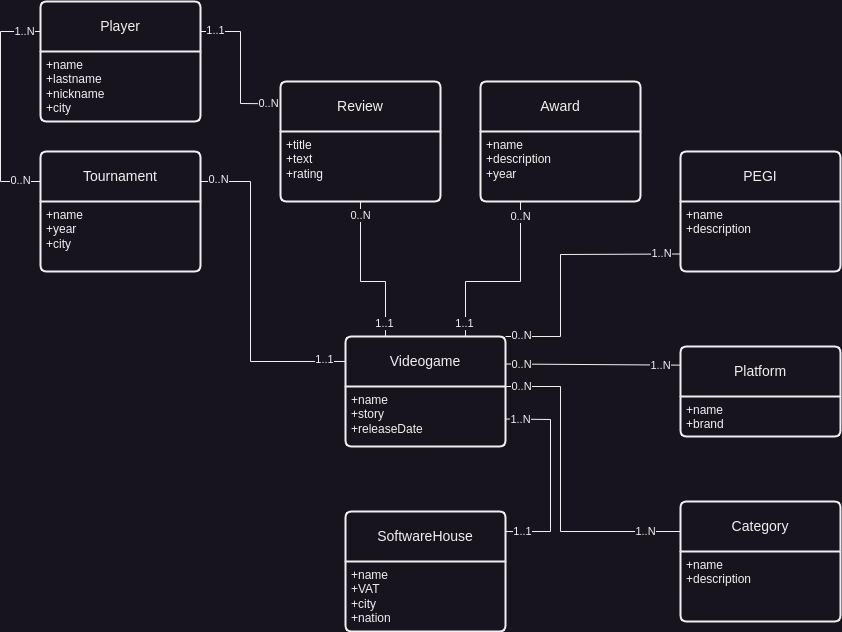 Player
1..N
1..1
+name
+lastname
+nickname
+city
0..N
Review
+title
+text
+rating
0..N
Award
+name
+description
+year
0..N
Tournament
0..N
0..N
+name
+year
+city
PEGI
+name
+description
1..N
1..1
1..1
0..N
Videogame
1..1
0..N
0..N
1..N
+name
+story
+releaseDate
1..N
Platform
+name
+brand
SoftwareHouse
1..1
+name
+VAT
+city
+nation
1..N
Category
+name
+description